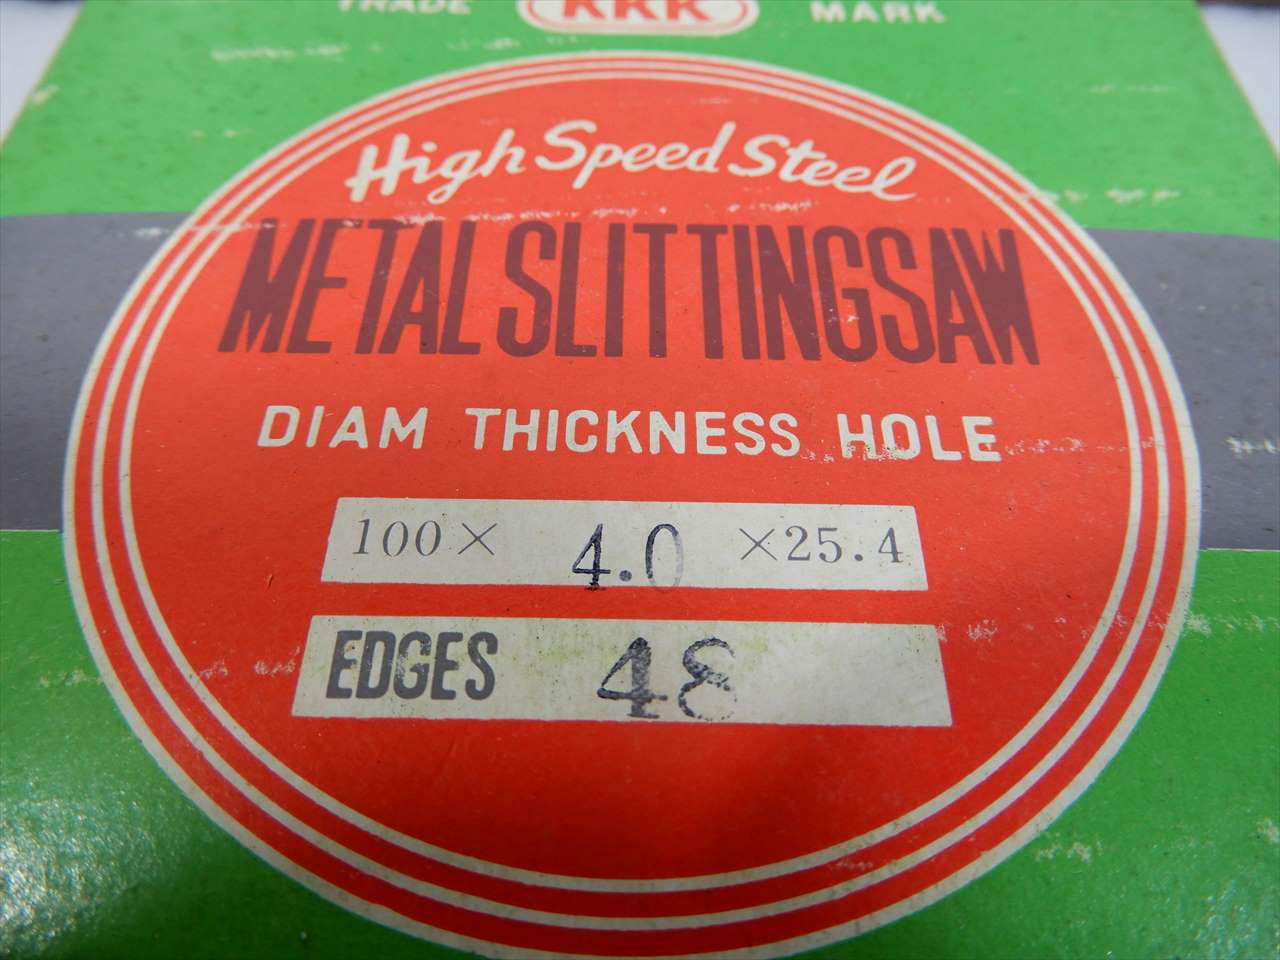 TRADE KKK MARK
High Speed Steel
METAL SLITTING SAW
DIAM THICKNESS HOLE
100× 4.0 ×25.4
EDGES 48